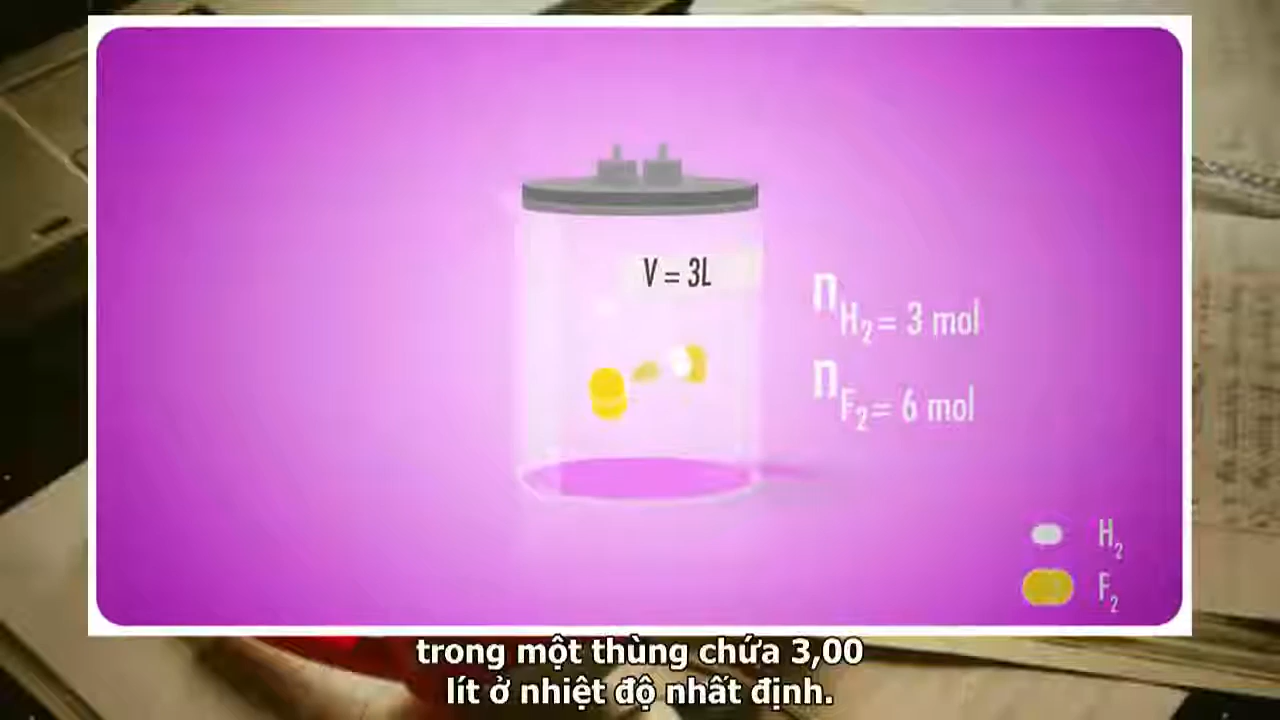 V = 3L
nH₂ = 3 mol
nF₂ = 6 mol
H₂
F₂
trong một thùng chứa 3,00
lít ở nhiệt độ nhất định.